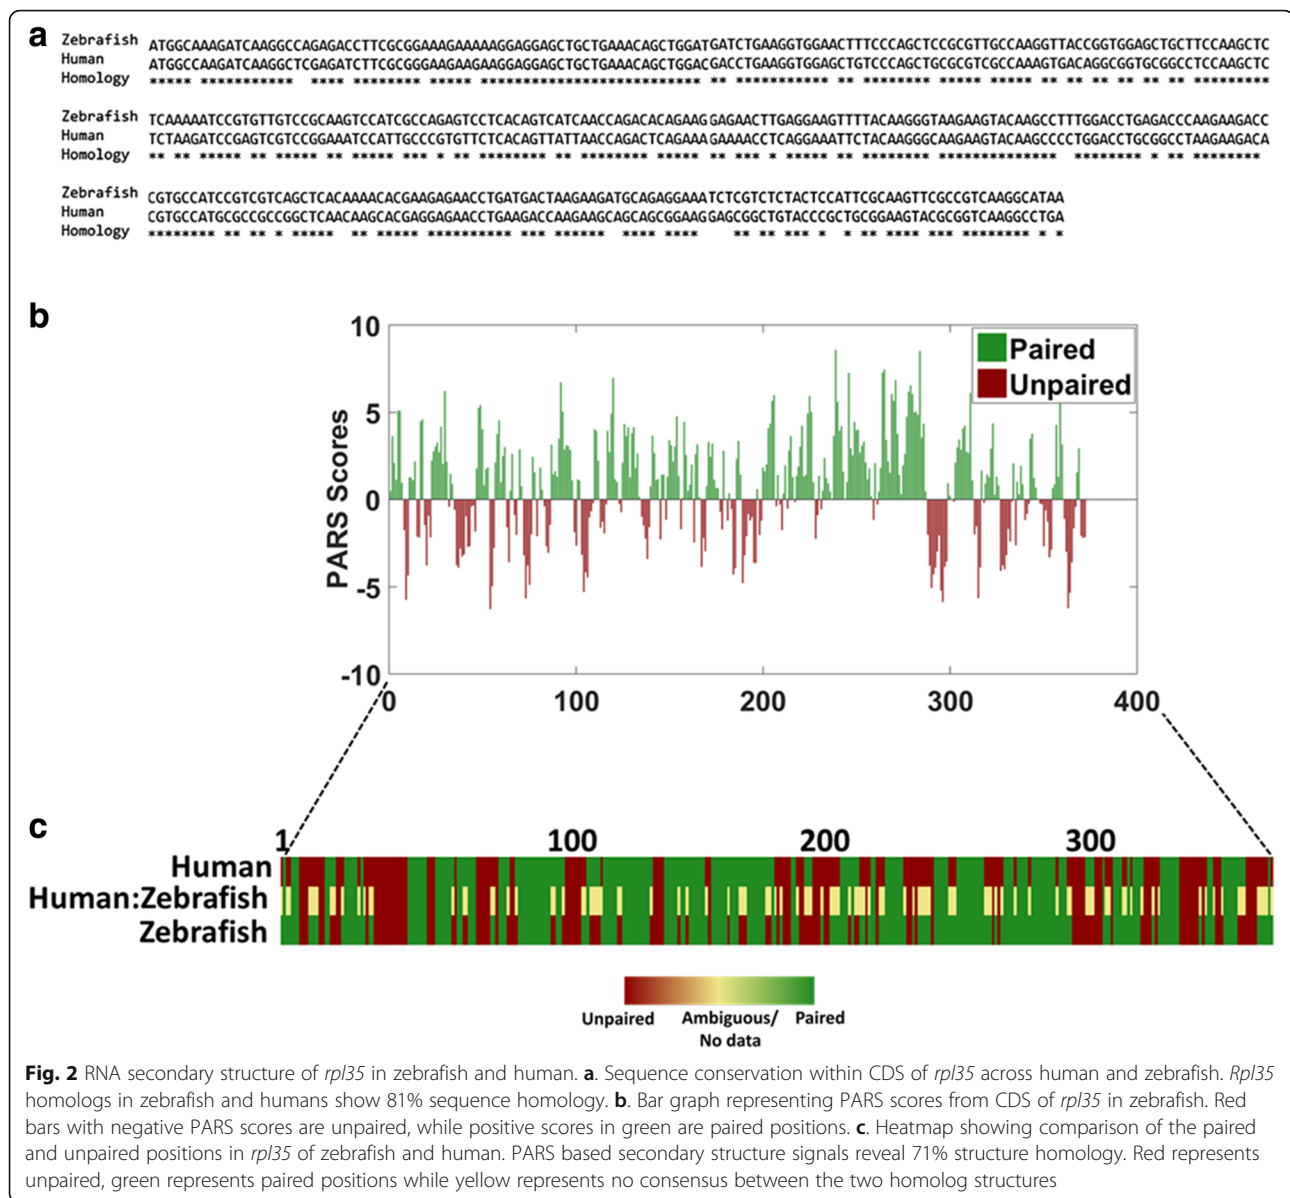 a
Zebrafish ATGGCAAAGATCAAGGCCAGAGACCTTCGCGGAAAGAAAAAGGAGGAGCTGCTGAAACAGCTGGATGATCTGAAGGTGGAACTTTCCCAGCTCCGCGTTGCCAAGGTTACCGGTGGAGCTGCTTCCAAGCTC
Human ATGGCCAAGATCAAGGCTCGAGATCTTCGCGGGAAGAAGAAGGAGGAGCTGCTGAAACAGCTGGACGACCTGAAGGTGGAGCTGTCCCAGCTGCGCGTCGCCAAAGTGACAGGCGGTGCGGCCTCCAAGCTC
Homology ***** *********** **** ******** ***** ** *************************** ** ******** ** ******** ***** ***** ** ** ** ** ** ** *********
Zebrafish TCAAAAATCCGTGTTGTCCGCAAGTCCATCGCCAGAGTCCTCACAGTCATCAACCAGACACAGAAGGAGAACTTGAGGAAGTTTTACAAGGGTAAGAAGTACAAGCCTTTGGACCTGAGACCCAAGAAGACC
Human TCTAAGATCCGAGTCGTCCGGAAATCCATTGCCCGTGTTCTCACAGTTATTAACCAGACTCAGAAAGAAAACCTCAGGAAATTCTACAAGGGCAAGAAGTACAAGCCCCTGGACCTGCGGCCTAAGAAGACA
Homology ** ** ***** ** ***** ** ***** *** * ** ******** ** ******** ***** ** *** * ***** ** ******** ************** ******** * ** ********
Zebrafish CGTGCCATCCGTCGTCAGCTCACAAAACACGAAGAGAACCTGATGACTAAGAAGATGCAGAGGAAATCTCGTCTCTACTCCATTCGCAAGTTCGCCGTCAAGGCATAA
Human CGTGCCATGCGCCGCCGGCTCAACAAGCACGAGGAGAACCTGAAGACCAAGAAGCAGCAGCGGAAGGAGCGGCTGTACCCGCTGCGGAAGTACGCGGTCAAGGCCTGA
Homology ******** ** ** * ***** ** ***** ********** *** ****** **** **** ** ** *** * * ** **** *** ******** * *
b
10
5
0
-5
-10
PARS Scores
Paired
Unpaired
0 100 200 300 400
c
1 100 200 300
Human
Human:Zebrafish
Zebrafish
Unpaired Ambiguous/ Paired
No data
Fig. 2 RNA secondary structure of rpl35 in zebrafish and human. a. Sequence conservation within CDS of rpl35 across human and zebrafish. Rpl35
homologs in zebrafish and humans show 81% sequence homology. b. Bar graph representing PARS scores from CDS of rpl35 in zebrafish. Red
bars with negative PARS scores are unpaired, while positive scores in green are paired positions. c. Heatmap showing comparison of the paired
and unpaired positions in rpl35 of zebrafish and human. PARS based secondary structure signals reveal 71% structure homology. Red represents
unpaired, green represents paired positions while yellow represents no consensus between the two homolog structures